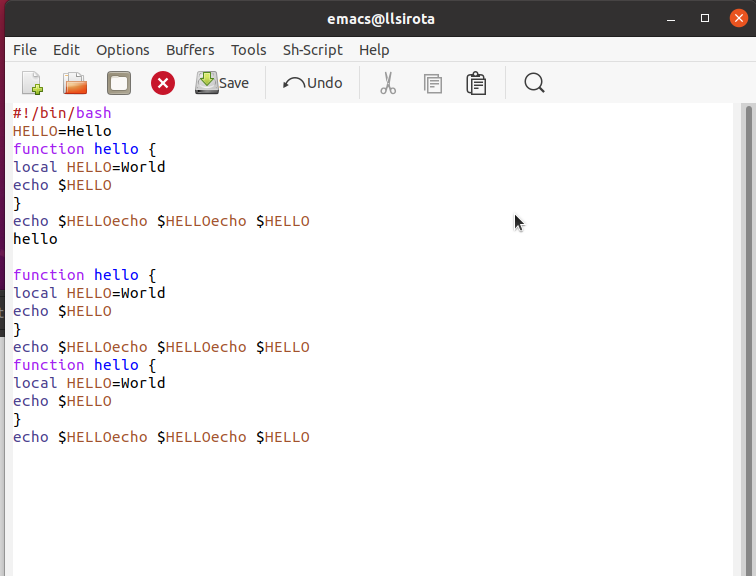 emacs@llsirota
File Edit Options Buffers Tools Sh-Script Help
Save Undo
#!/bin/bash
HELLO=Hello
function hello {
local HELLO=World
echo $HELLO
}
echo $HELLOecho $HELLOecho $HELLO
hello

function hello {
local HELLO=World
echo $HELLO
}
echo $HELLOecho $HELLOecho $HELLO
function hello {
local HELLO=World
echo $HELLO
}
echo $HELLOecho $HELLOecho $HELLO